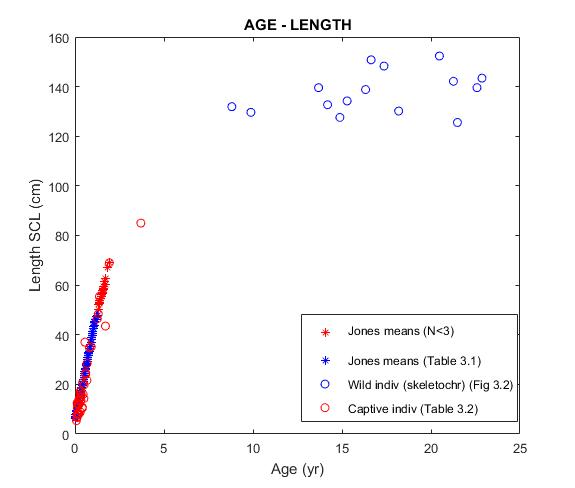 AGE - LENGTH
160
140
120
100
80
60
40
20
0
Length SCL (cm)
Jones means (N<3)
Jones means (Table 3.1)
Wild indiv (skeletochr) (Fig 3.2)
Captive indiv (Table 3.2)
0 5 10 15 20 25
Age (yr)